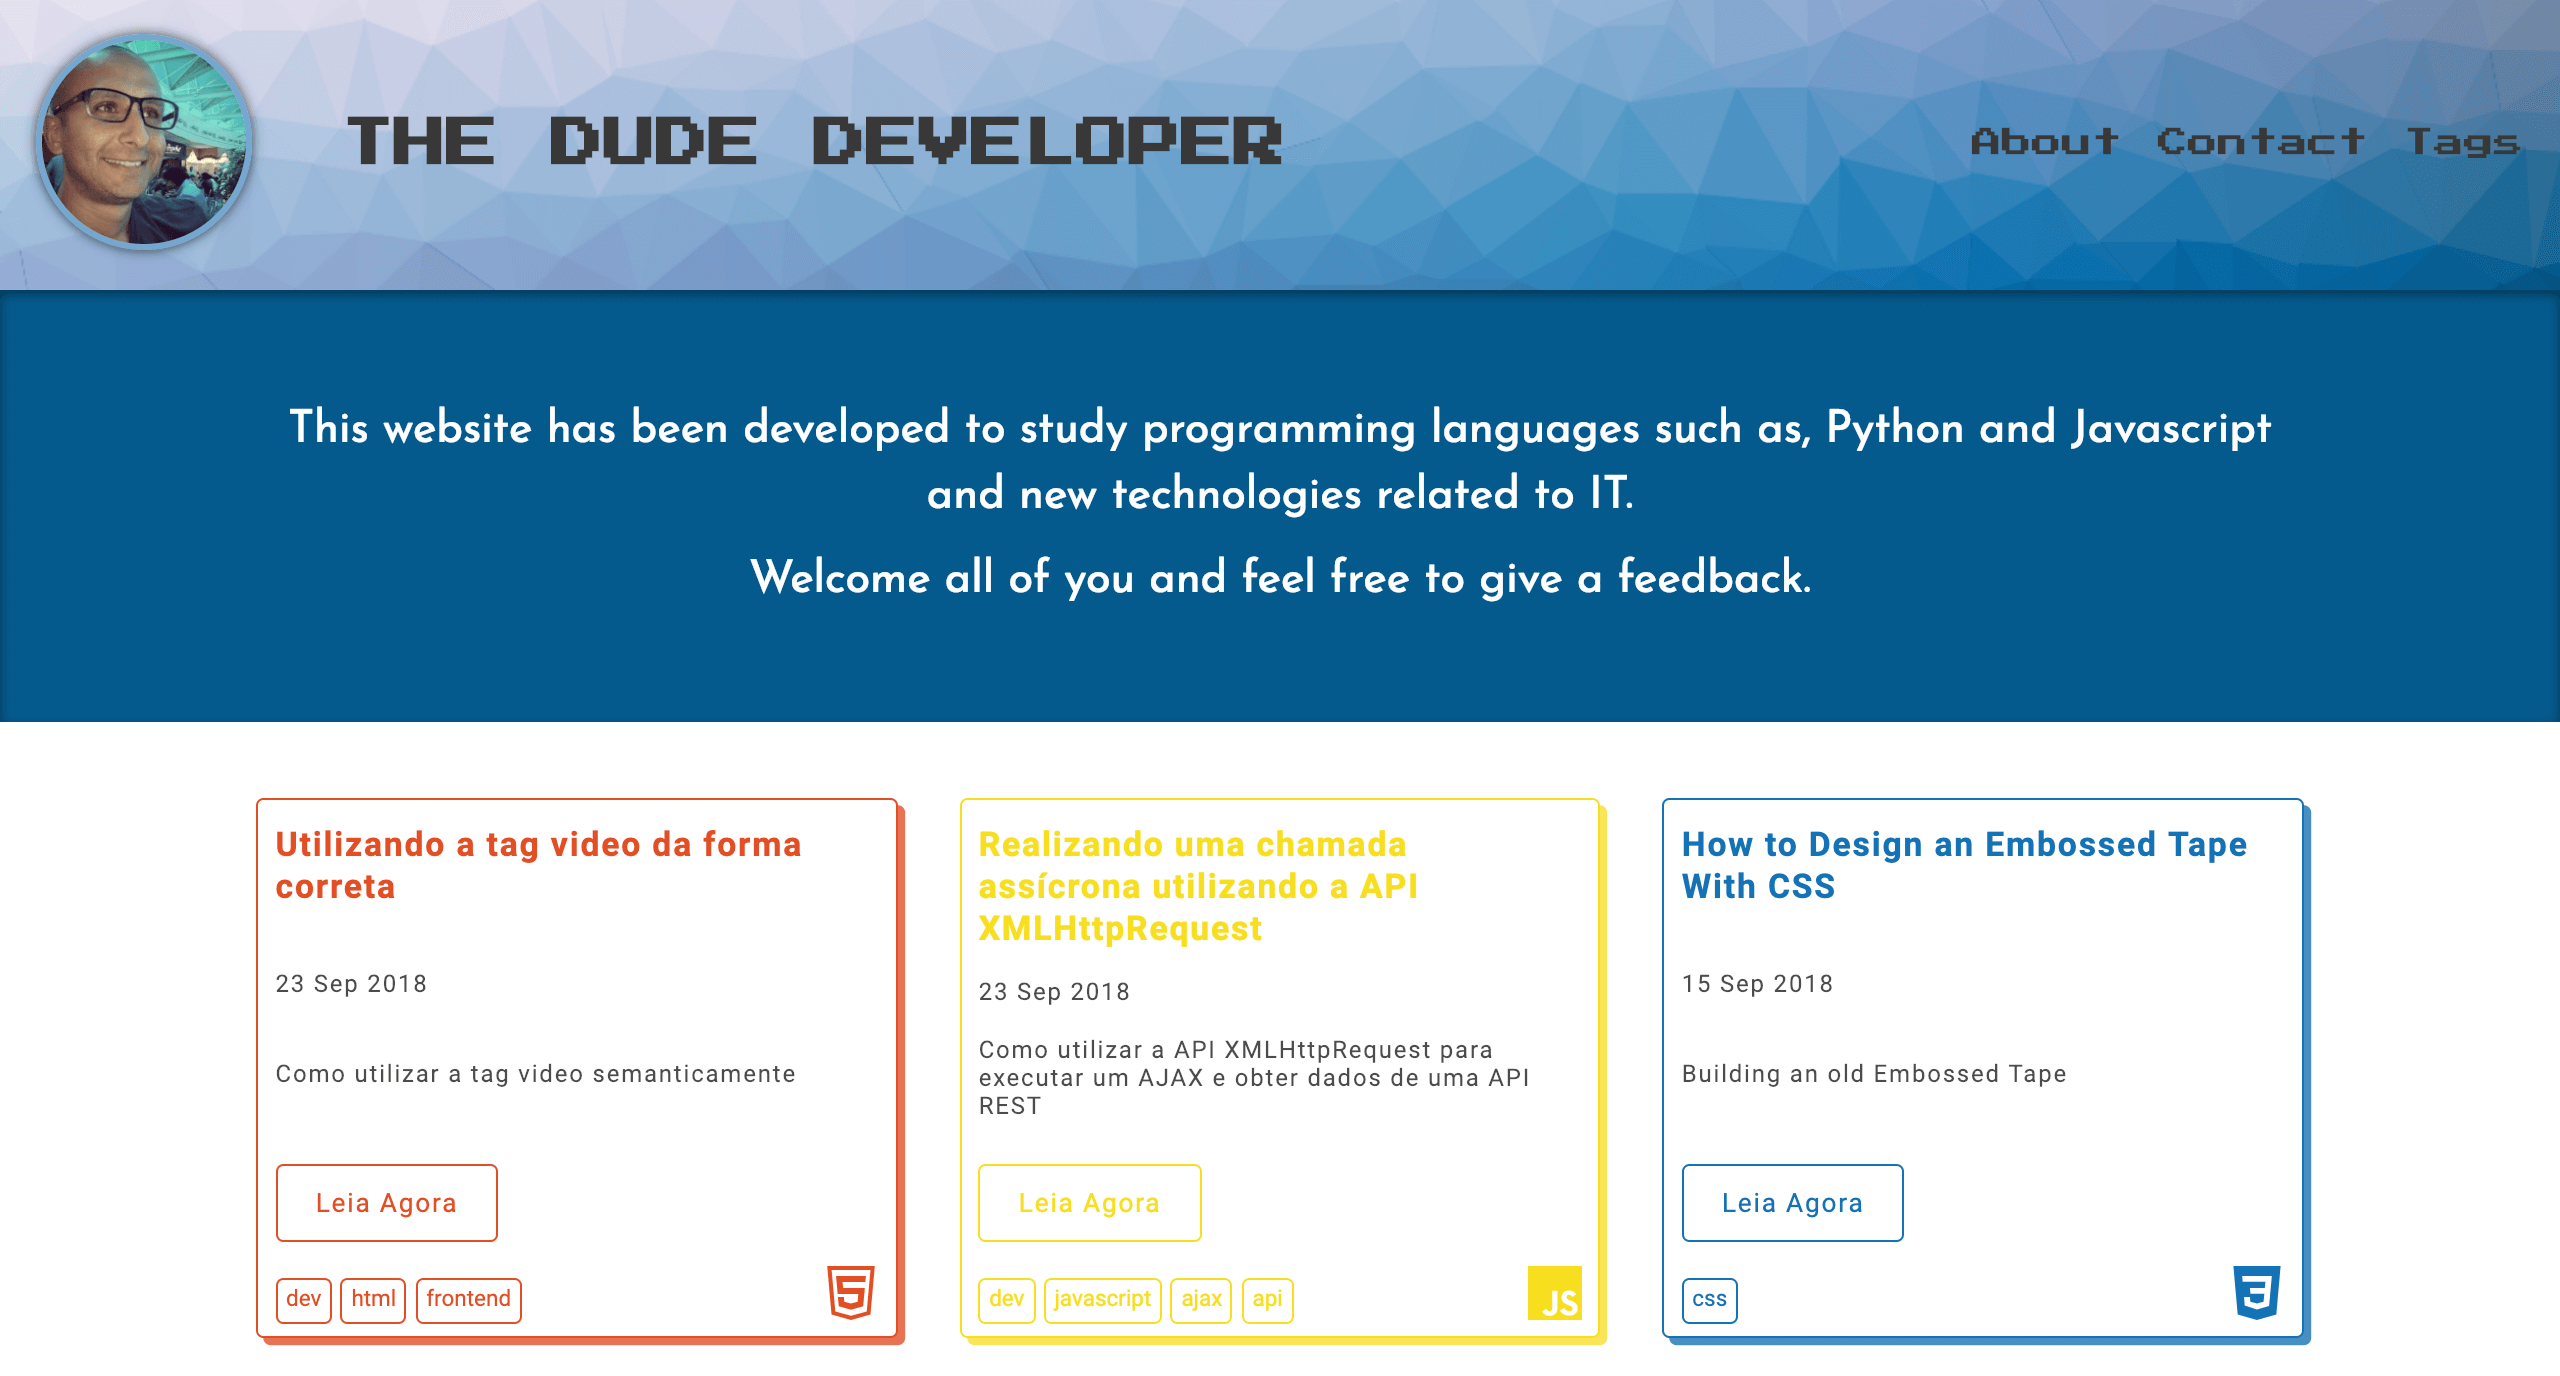 THE DUDE DEVELOPER
About Contact Tags
This website has been developed to study programming languages such as, Python and Javascript
and new technologies related to IT.
Welcome all of you and feel free to give a feedback.
Utilizando a tag video da forma
correta
23 Sep 2018
Como utilizar a tag video semanticamente
Leia Agora
dev html frontend
5
Realizando uma chamada
assícrona utilizando a API
XMLHttpRequest
23 Sep 2018
Como utilizar a API XMLHttpRequest para
executar um AJAX e obter dados de uma API
REST
Leia Agora
dev javascript ajax api
JS
How to Design an Embossed Tape
With CSS
15 Sep 2018
Building an old Embossed Tape
Leia Agora
css
3